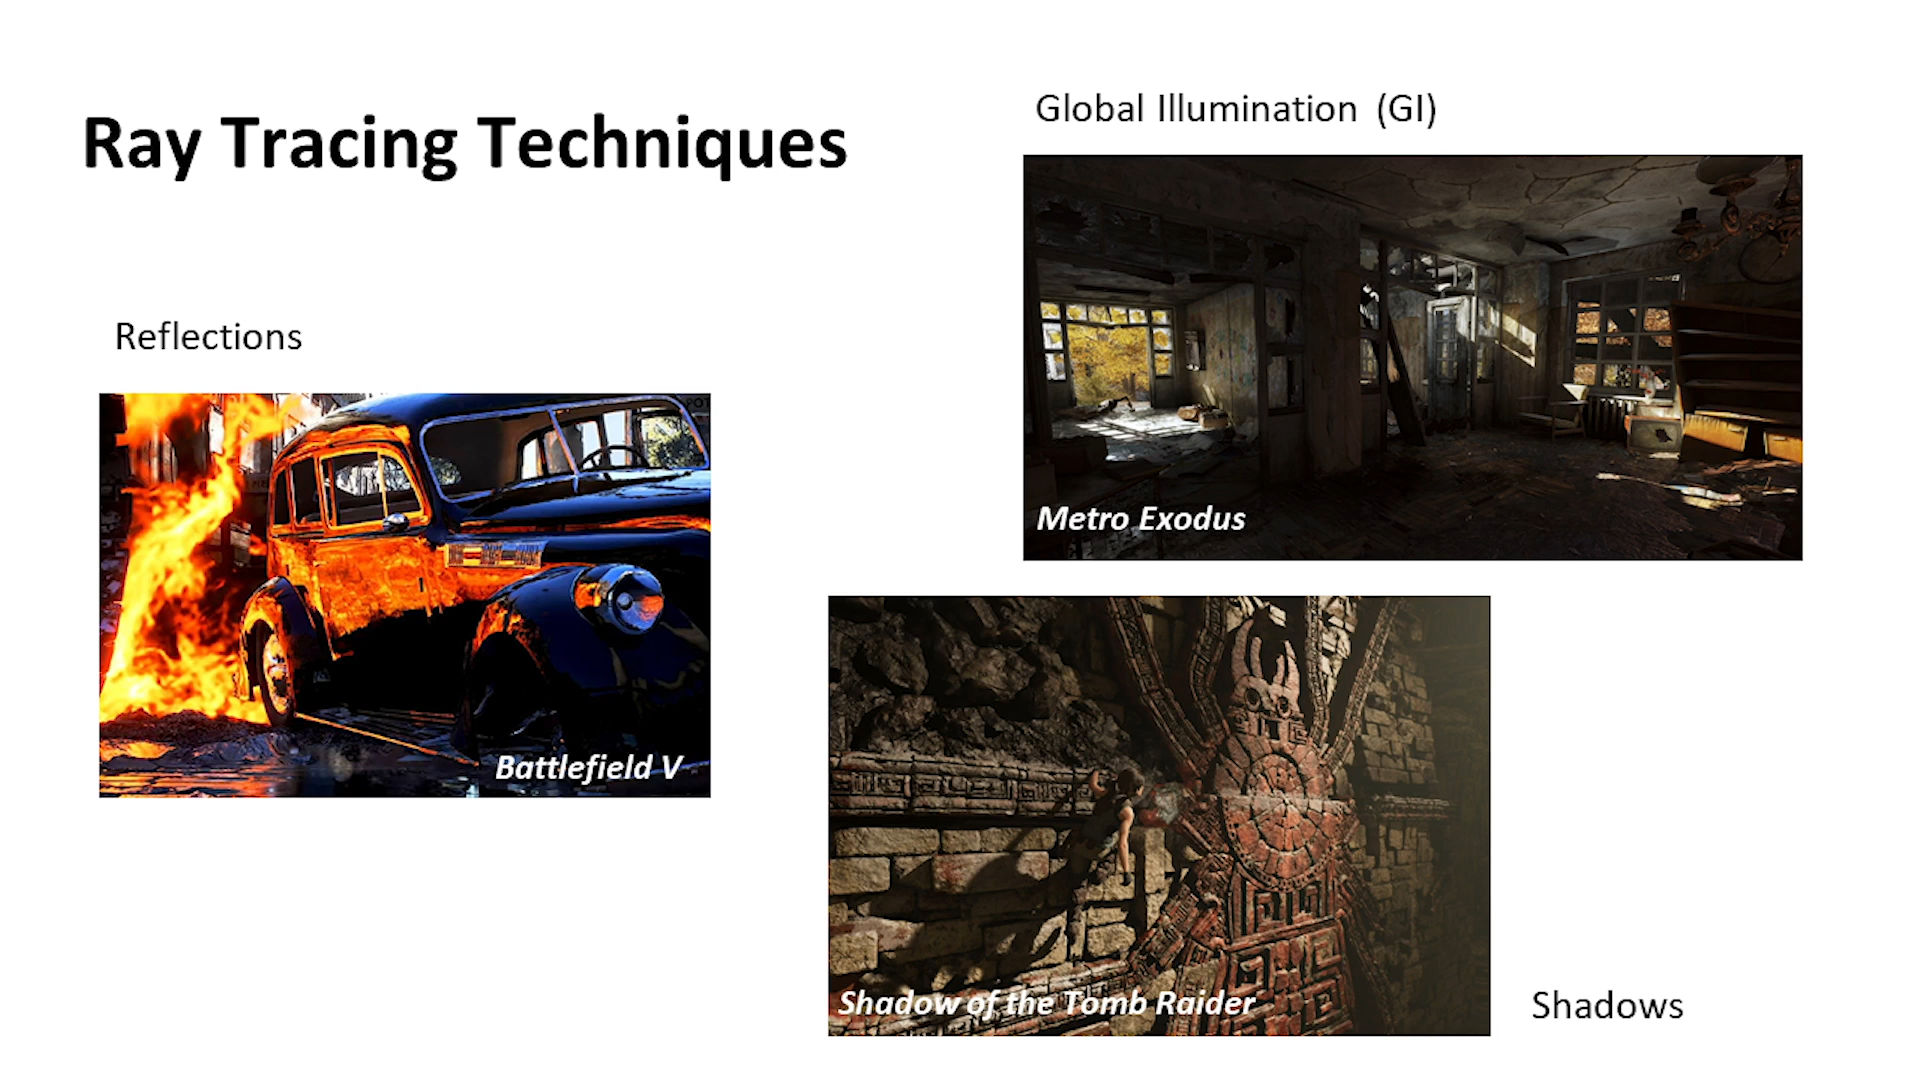 Ray Tracing Techniques
Global Illumination (GI)
Metro Exodus
Reflections
Battlefield V
Shadow of the Tomb Raider
Shadows